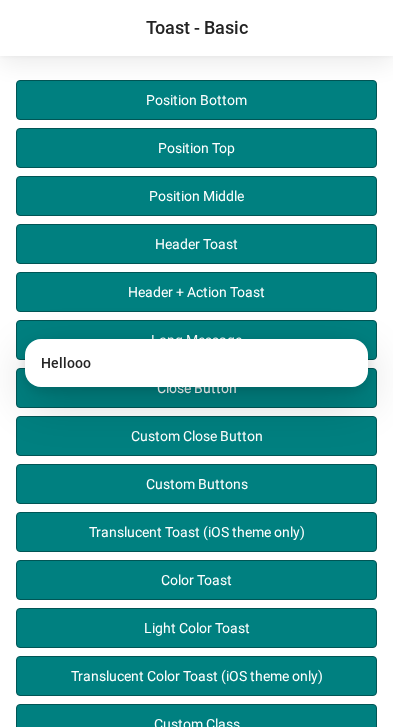 Toast - Basic
Position Bottom
Position Top
Position Middle
Header Toast
Header + Action Toast
Long Message
Hellooo
Close Button
Custom Close Button
Custom Buttons
Translucent Toast (iOS theme only)
Color Toast
Light Color Toast
Translucent Color Toast (iOS theme only)
Custom Class